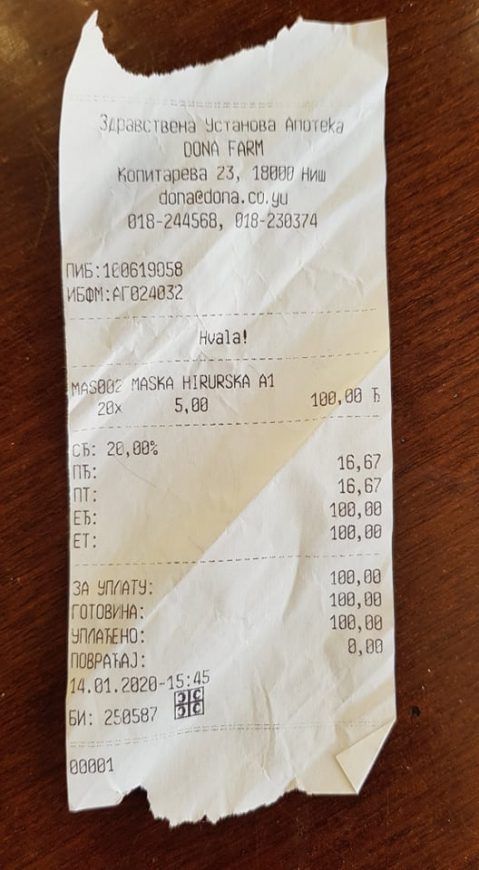 Здравствена Установа Апотека
DONA FARM
Копитарева 23, 18000 Ниш
dona@dona.co.yu
018-244568, 018-230374
ПИБ:100619058
ИБФМ:АГ024032
Hvala!
MAS002 MASKA HIRURSKA A1
20x 5,00 100,00 Ђ
СЂ: 20,00%
ПЂ: 16,67
ПТ: 16,67
ЕЂ: 100,00
ЕТ: 100,00
ЗА УПЛАТУ: 100,00
ГОТОВИНА: 100,00
УПЛАЋЕНО: 100,00
ПОВРАЋАЈ: 0,00
14.01.2020-15:45
БИ: 250587
00001